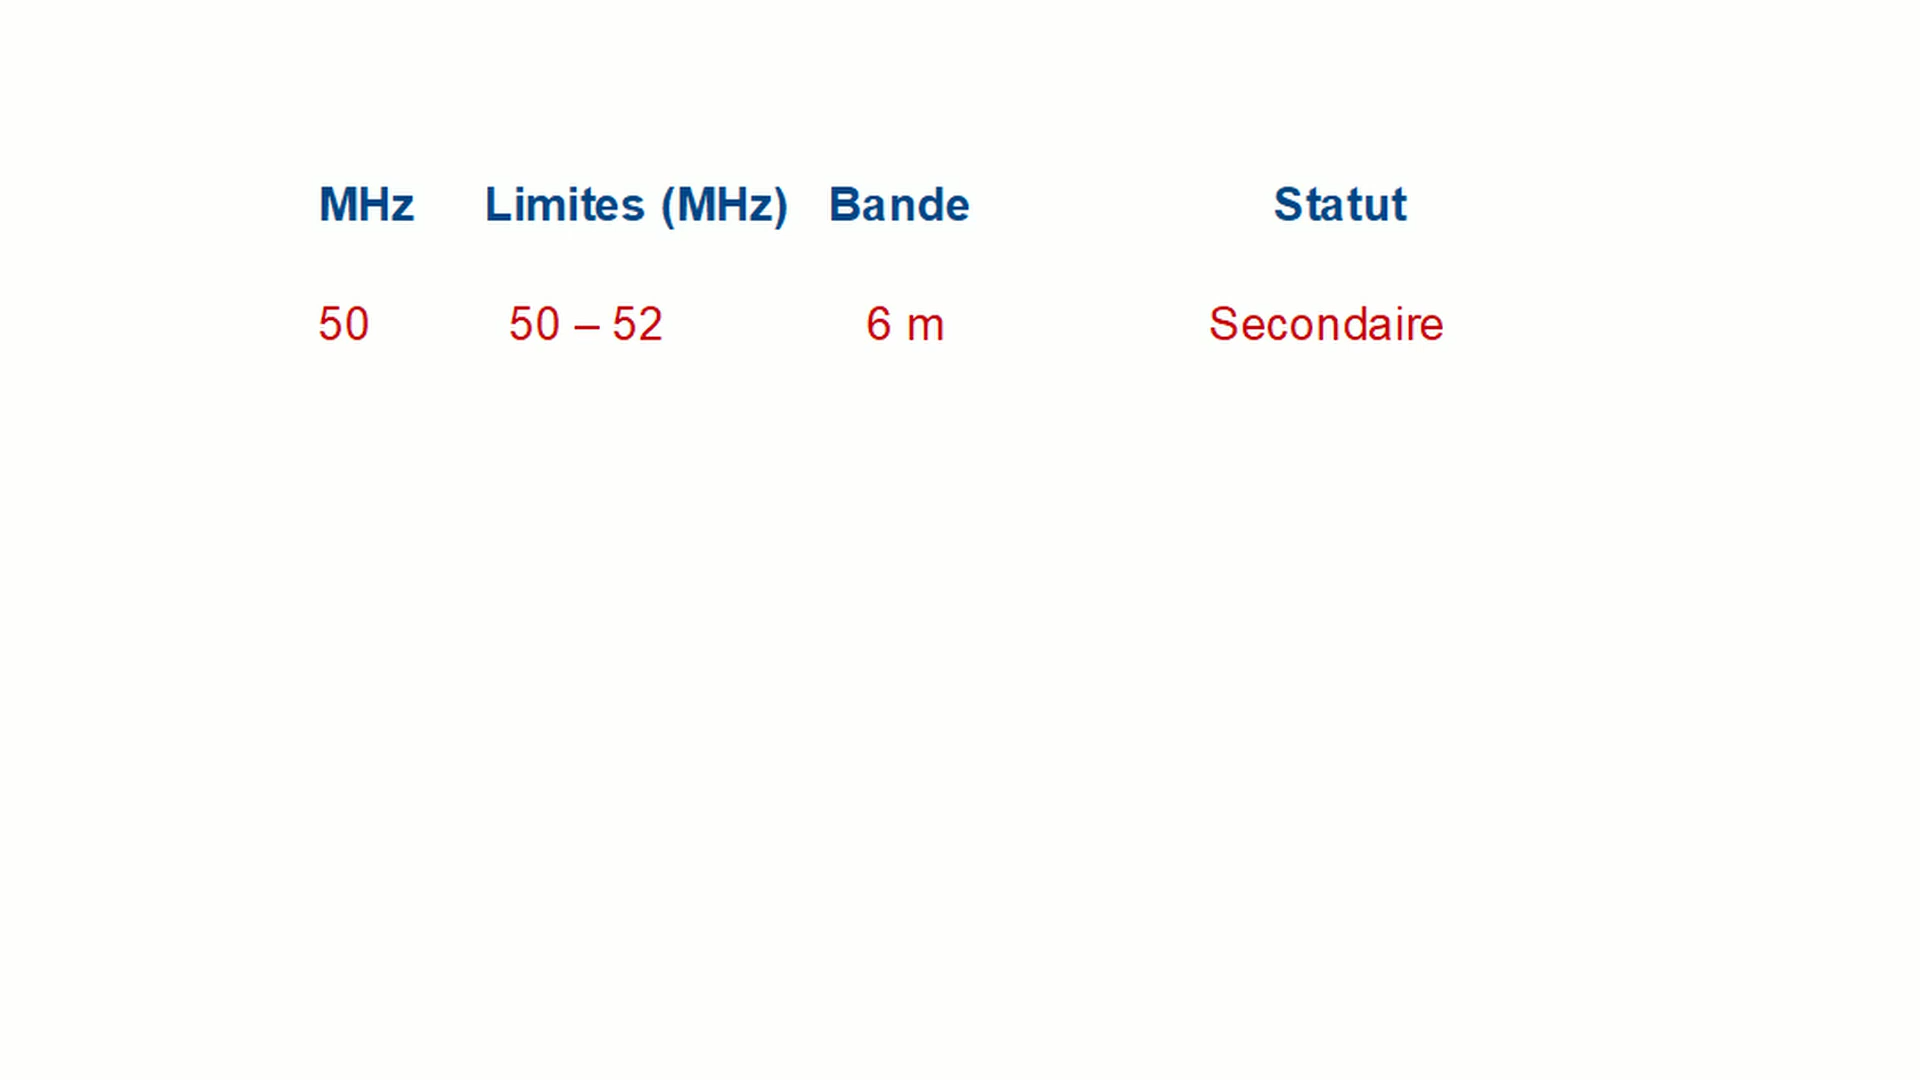 MHz Limites (MHz) Bande Statut
50 50 – 52 6 m Secondaire